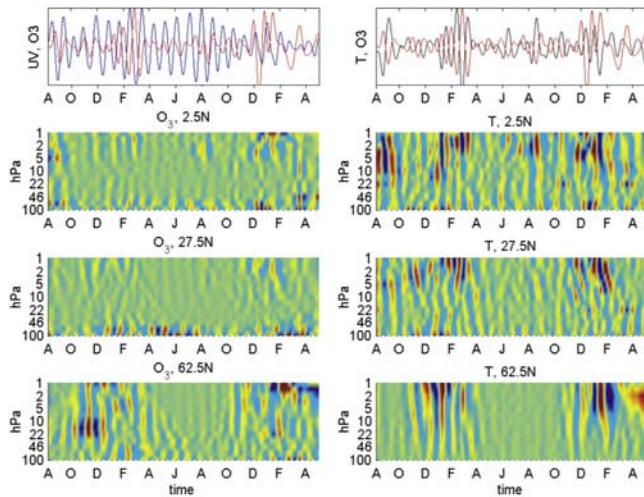 UV, O3
A O D F A J A O D F A
T, O3
A O D F A J A O D F A
O3, 2.5N
hPa
1
2
5
10
22
46
100
A O D F A J A O D F A
T, 2.5N
hPa
1
2
5
10
22
46
100
A O D F A J A O D F A
O3, 27.5N
hPa
1
2
5
10
22
46
100
A O D F A J A O D F A
T, 27.5N
hPa
1
2
5
10
22
46
100
A O D F A J A O D F A
O3, 62.5N
hPa
1
2
5
10
22
46
100
A O D F A J A O D F A
time
T, 62.5N
hPa
1
2
5
10
22
46
100
A O D F A J A O D F A
time